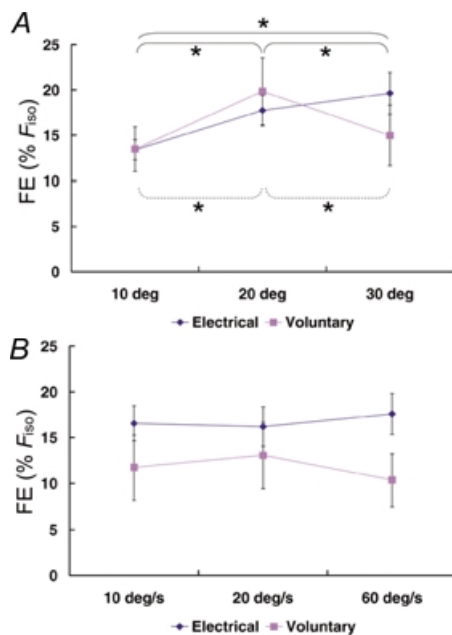 A
* 
* *
25
20
15
10
5
0
FE (% Fiso)
* *
10 deg 20 deg 30 deg
Electrical Voluntary
B
25
20
15
10
5
0
FE (% Fiso)
10 deg/s 20 deg/s 60 deg/s
Electrical Voluntary